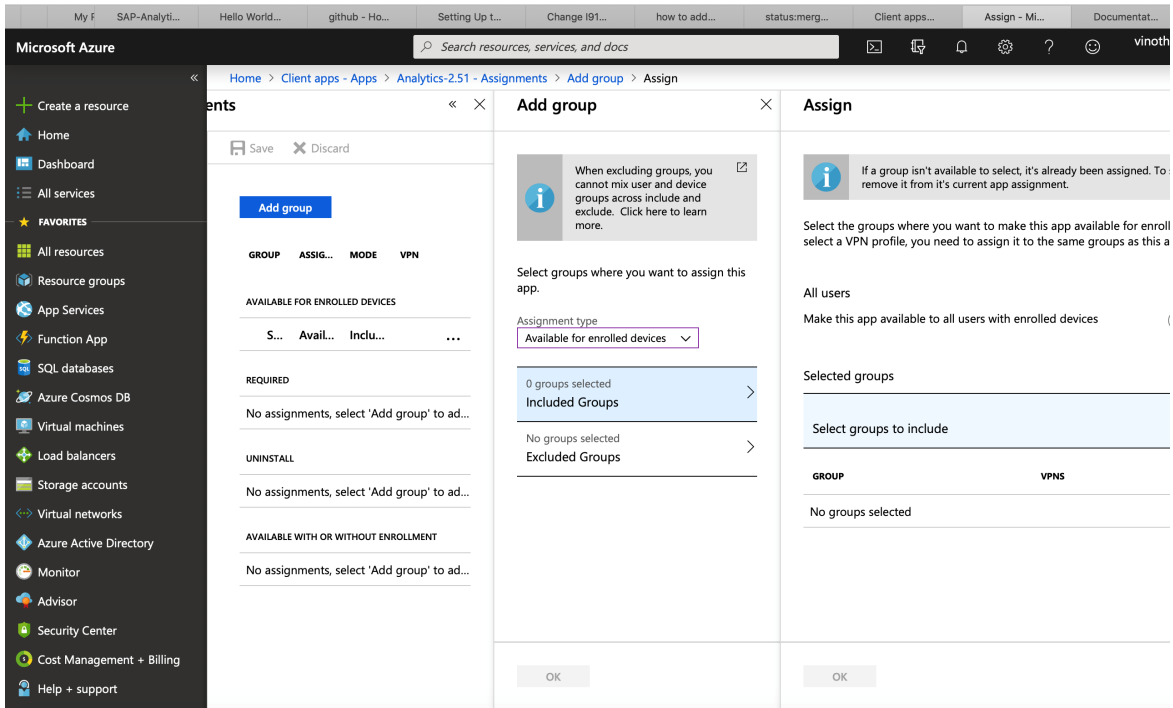 My F
SAP-Analyti...
Hello World...
github - Ho...
Setting Up t...
Change I91...
how to add...
status:merg...
Client apps...
Assign - Mi...
Documentat...
Microsoft Azure
Search resources, services, and docs
vinoth
Home > Client apps - Apps > Analytics-2.51 - Assignments > Add group > Assign
Create a resource
Home
Dashboard
All services
FAVORITES
All resources
Resource groups
App Services
Function App
SQL databases
Azure Cosmos DB
Virtual machines
Load balancers
Storage accounts
Virtual networks
Azure Active Directory
Monitor
Advisor
Security Center
Cost Management + Billing
Help + support
ents
Save
Discard
Add group
GROUP ASSIG... MODE VPN
AVAILABLE FOR ENROLLED DEVICES
S... Avail... Inclu... ...
REQUIRED
No assignments, select 'Add group' to ad...
UNINSTALL
No assignments, select 'Add group' to ad...
AVAILABLE WITH OR WITHOUT ENROLLMENT
No assignments, select 'Add group' to ad...
Add group
When excluding groups, you
cannot mix user and device
groups across include and
exclude. Click here to learn
more.
Select groups where you want to assign this
app.
Assignment type
Available for enrolled devices
0 groups selected
Included Groups
No groups selected
Excluded Groups
OK
Assign
If a group isn't available to select, it's already been assigned. To
remove it from it's current app assignment.
Select the groups where you want to make this app available for enroll
select a VPN profile, you need to assign it to the same groups as this a
All users
Make this app available to all users with enrolled devices
Selected groups
Select groups to include
GROUP VPNS
No groups selected
OK